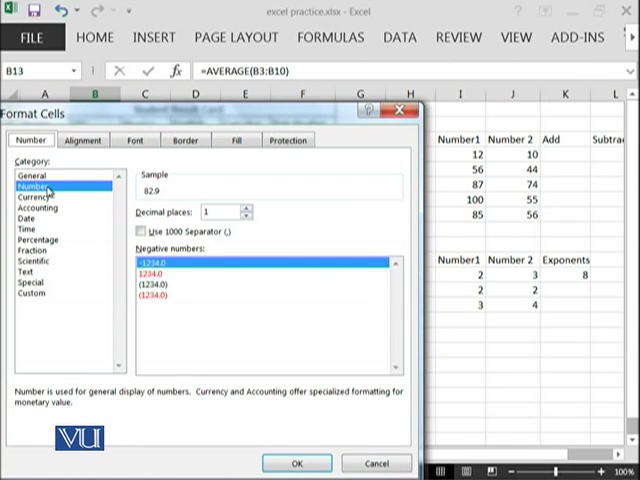 excel practice.xlsx - Excel
FILE HOME INSERT PAGE LAYOUT FORMULAS DATA REVIEW VIEW ADD-INS
B13 fx =AVERAGE(B3:B10)
A B C D E F G H I J K L
Student Result Card
Format Cells
Number Alignment Font Border Fill Protection
Category:
General
Number
Currency
Accounting
Date
Time
Percentage
Fraction
Scientific
Text
Special
Custom
Sample
82.9
Decimal places: 1
Use 1000 Separator (,)
Negative numbers:
-1234.0
1234.0
(1234.0)
(1234.0)
Number is used for general display of numbers. Currency and Accounting offer specialized formatting for
monetary value.
OK Cancel
VU
Number1 Number 2 Add Subtrac
12 10
56 44
87 74
100 55
85 56
Number1 Number 2 Exponents
2 3 8
2 2
3 4
100%